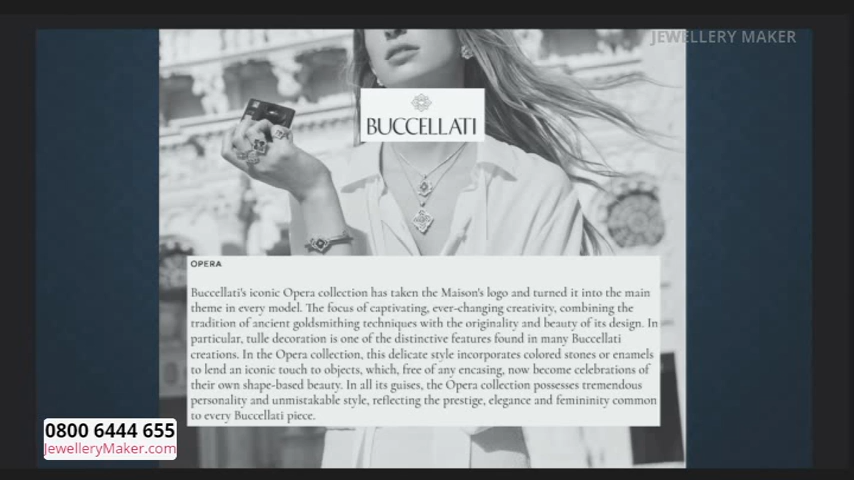 JEWELLERY MAKER
BUCCELLATI
OPERA
Buccellati's iconic Opera collection has taken the Maison's logo and turned it into the main
theme in every model. The focus of captivating, ever-changing creativity, combining the
tradition of ancient goldsmithing techniques with the originality and beauty of its design. In
particular, tulle decoration is one of the distinctive features found in many Buccellati
creations. In the Opera collection, this delicate style incorporates colored stones or enamels
to lend an iconic touch to objects, which, free of any encasing, now become celebrations of
their own shape-based beauty. In all its guises, the Opera collection possesses tremendous
personality and unmistakable style, reflecting the prestige, elegance and femininity common
to every Buccellati piece.
0800 6444 655
JewelleryMaker.com